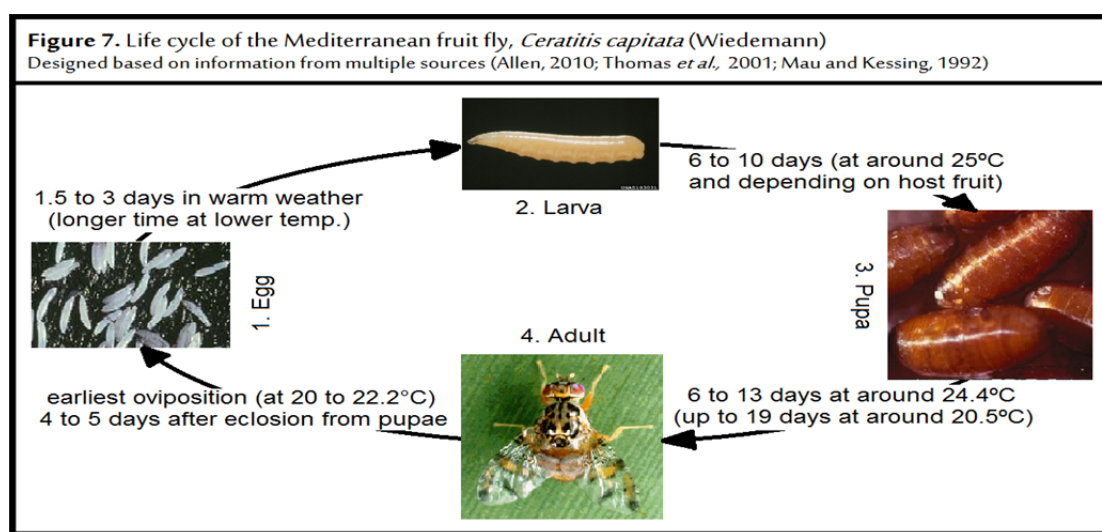 Figure 7. Life cycle of the Mediterranean fruit fly, Ceratitis capitata (Wiedemann)
Designed based on information from multiple sources (Allen, 2010; Thomas et al., 2001; Mau and Kessing, 1992)
1.5 to 3 days in warm weather
(longer time at lower temp.)
2. Larva
6 to 10 days (at around 25ºC
and depending on host fruit)
1. Egg
3. Pupa
4. Adult
earliest oviposition (at 20 to 22.2°C)
4 to 5 days after eclosion from pupae
6 to 13 days at around 24.4ºC
(up to 19 days at around 20.5ºC)